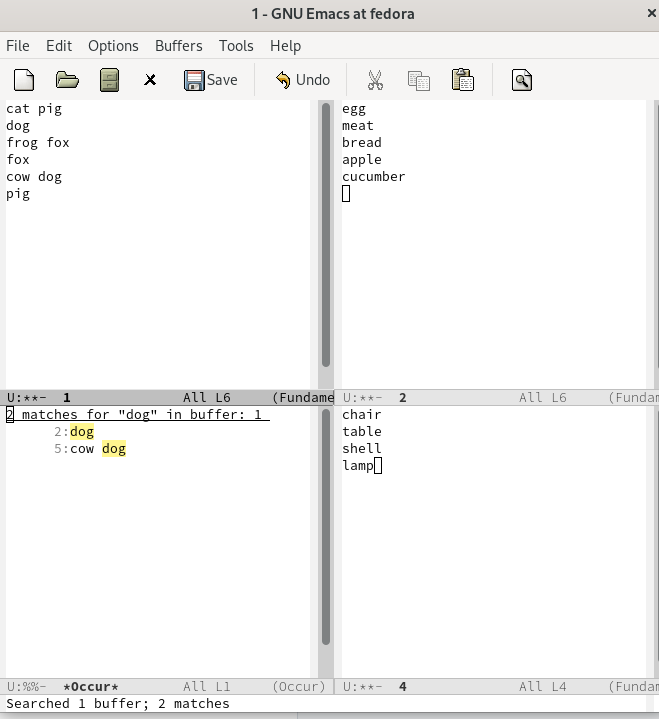 1 - GNU Emacs at fedora ×
File Edit Options Buffers Tools Help
Save Undo
cat pig
dog
frog fox
fox
cow dog
pig
U:**- 1 All L6 (Fundame
egg
meat
bread
apple
cucumber
U:**- 2 All L6 (Fundam
2 matches for "dog" in buffer: 1
2:dog
5:cow dog
U:%%- *Occur* All L1 (Occur)
chair
table
shell
lamp
U:**- 4 All L4 (Fundam
Searched 1 buffer; 2 matches